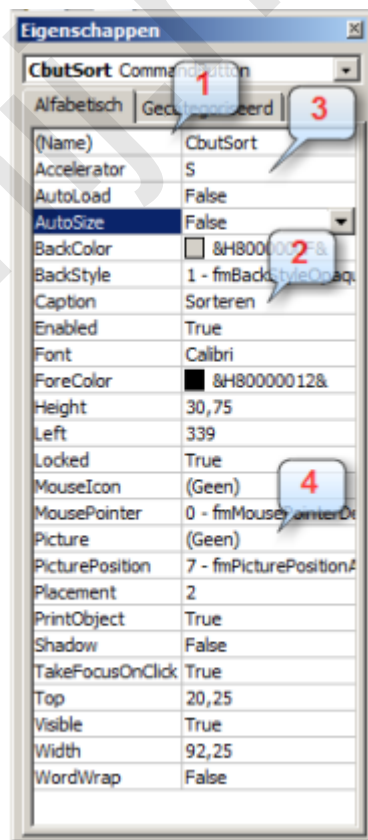 Eigenschappen
CbutSort CommandButton
Alfabetisch Gecategoriseerd
1
3
(Name) CbutSort
Accelerator S
AutoLoad False
AutoSize False
BackColor &H8000000F&
2
BackStyle 1 - fmBackStyleOpaqu
Caption Sorteren
Enabled True
Font Calibri
ForeColor &H80000012&
Height 30,75
Left 339
Locked True
MouseIcon (Geen)
4
MousePointer 0 - fmMousePointerDe
Picture (Geen)
PicturePosition 7 - fmPicturePositionA
Placement 2
PrintObject True
Shadow False
TakeFocusOnClick True
Top 20,25
Visible True
Width 92,25
WordWrap False